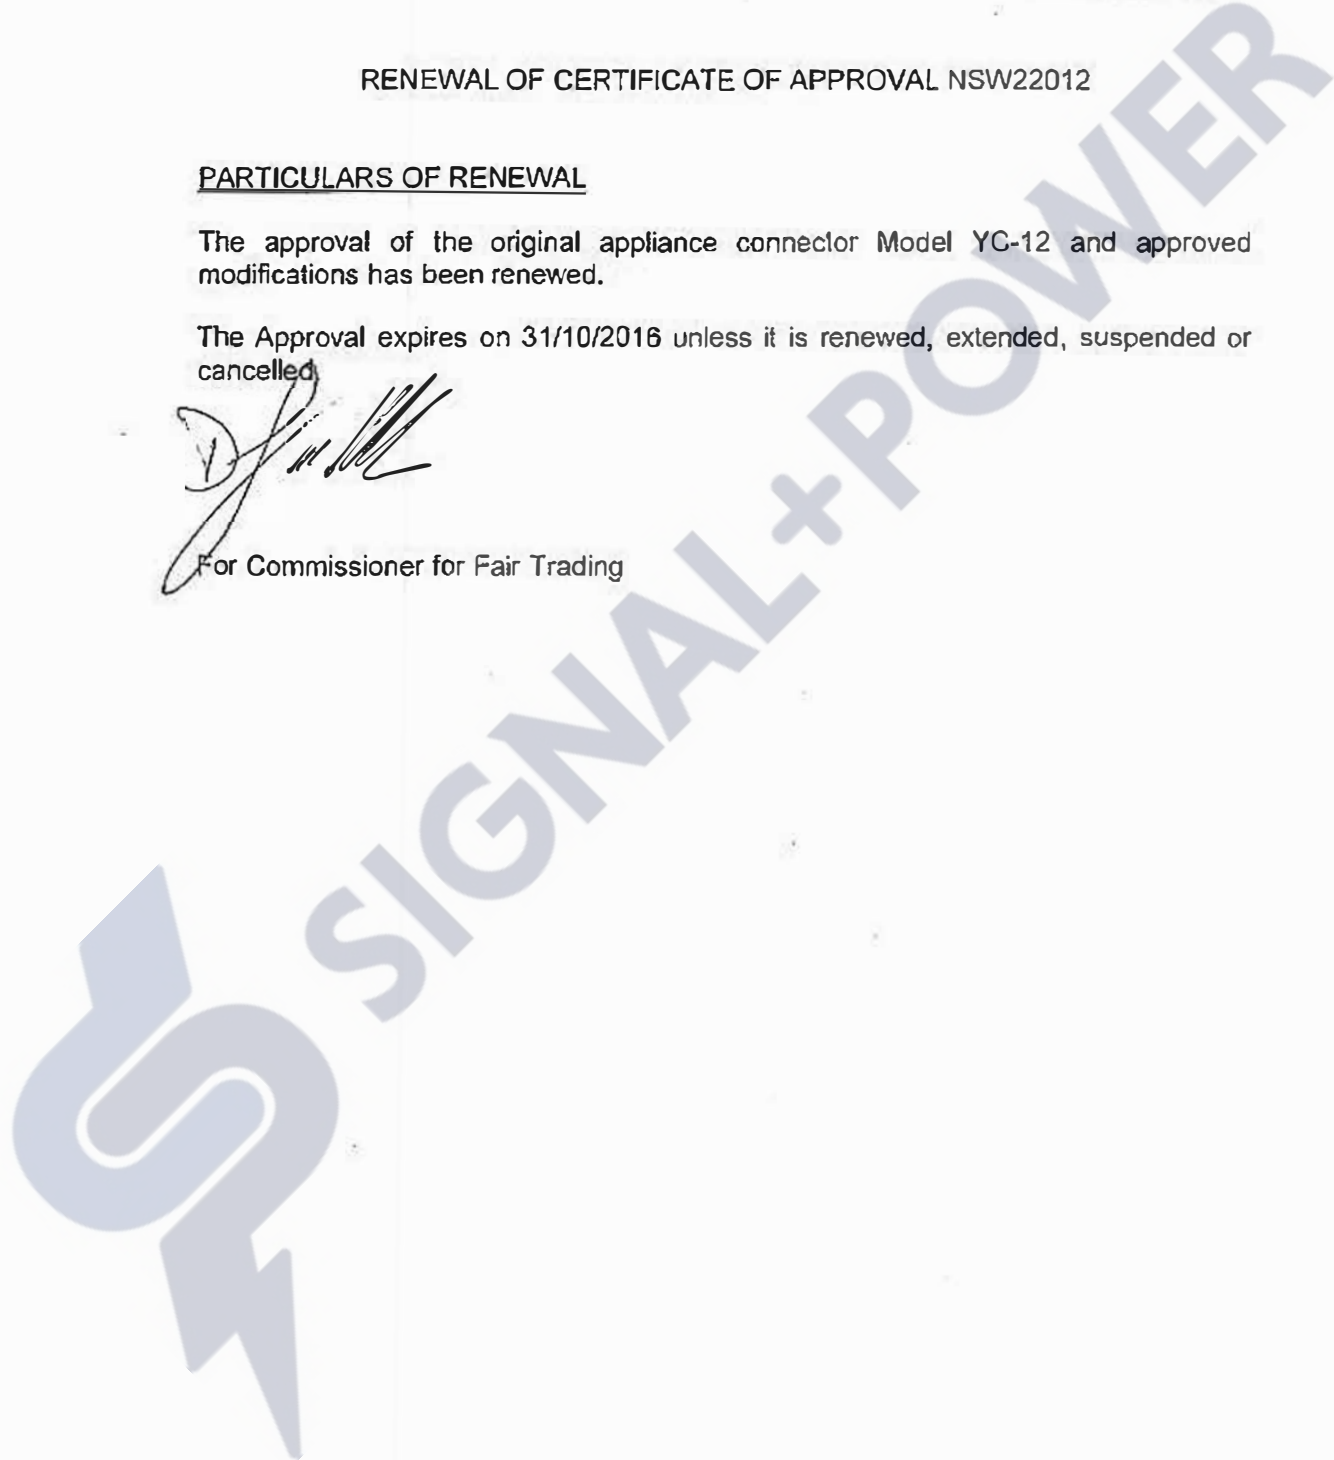 RENEWAL OF CERTIFICATE OF APPROVAL NSW22012
PARTICULARS OF RENEWAL
The approval of the original appliance connector Model YC-12 and approved
modifications has been renewed.
The Approval expires on 31/10/2016 unless it is renewed, extended, suspended or
cancelled
For Commissioner for Fair Trading
SIGNAL+POWER